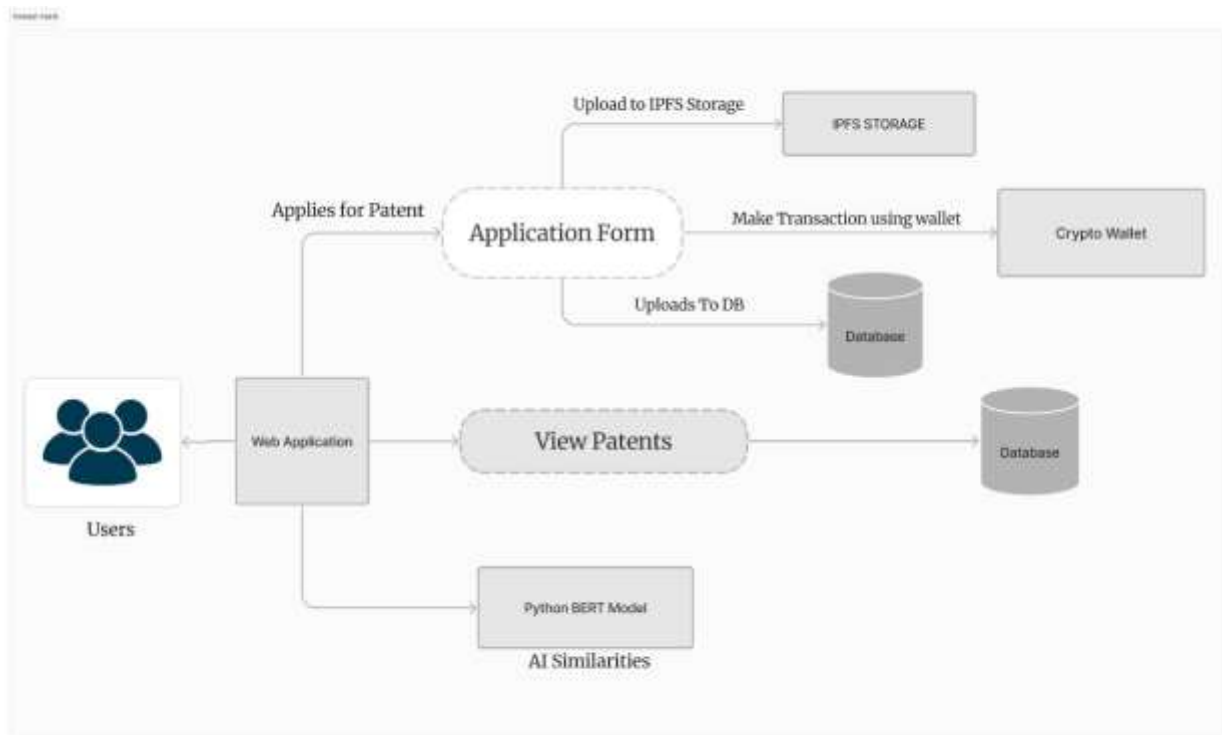 Upload to IPFS Storage
IPFS STORAGE
Applies for Patent
Application Form
Make Transaction using wallet
Crypto Wallet
Uploads To DB
Database
Web Application
View Patents
Database
Users
Python BERT Model
AI Similarities